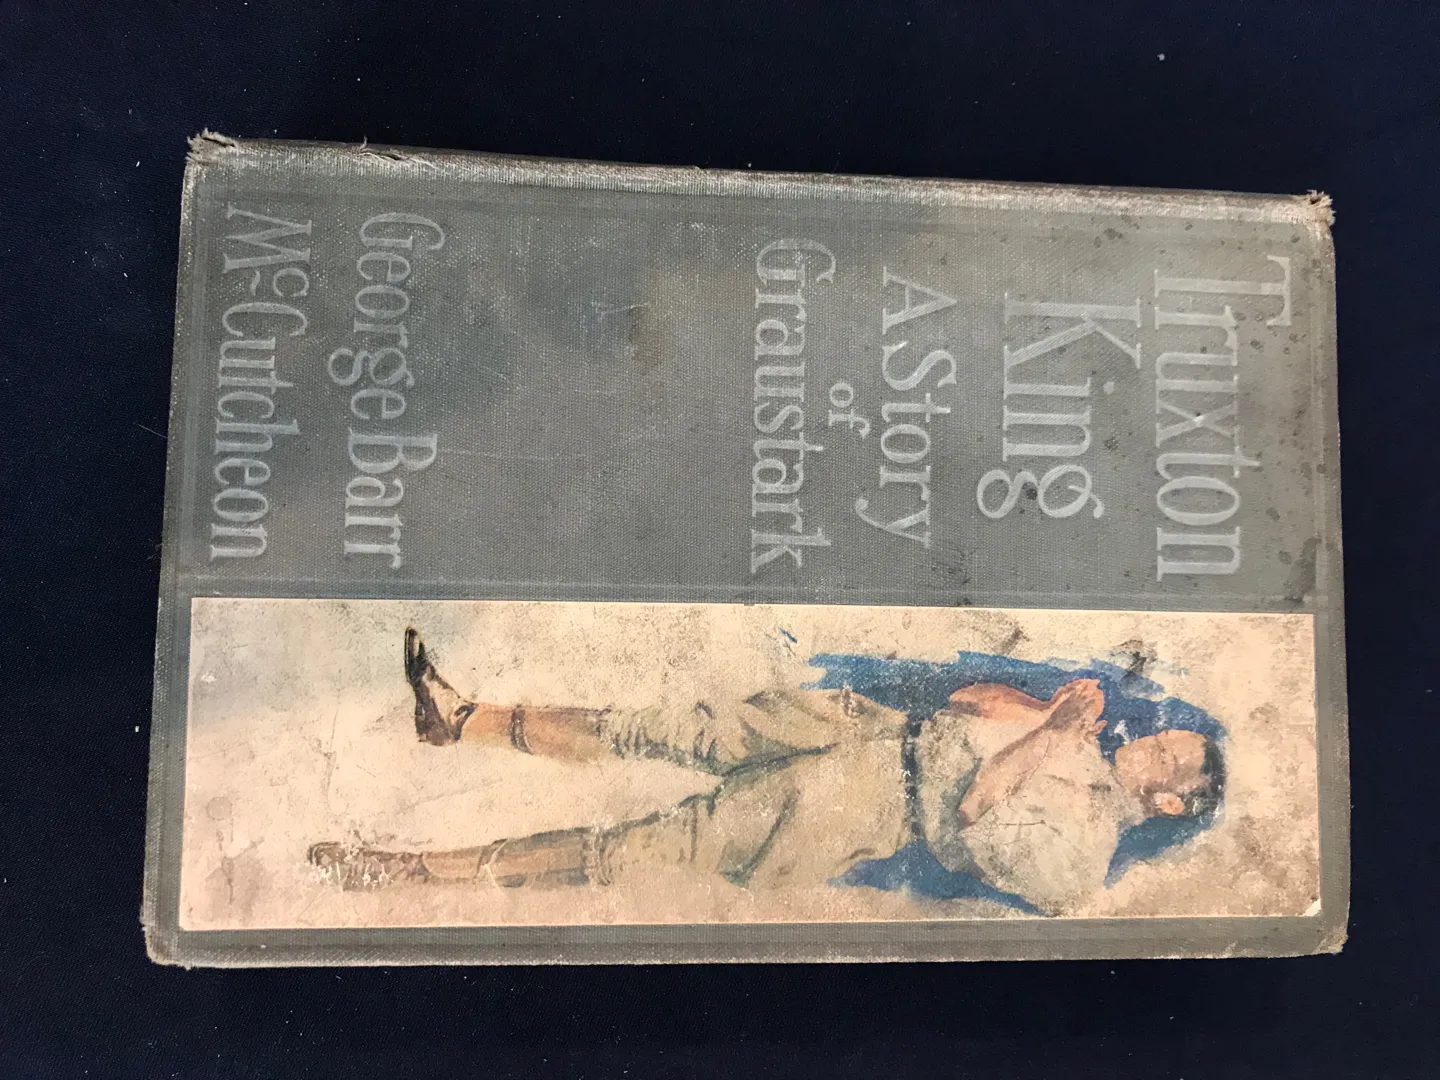 Truxton
King
A Story
of
Graustark
George Barr
McCutcheon